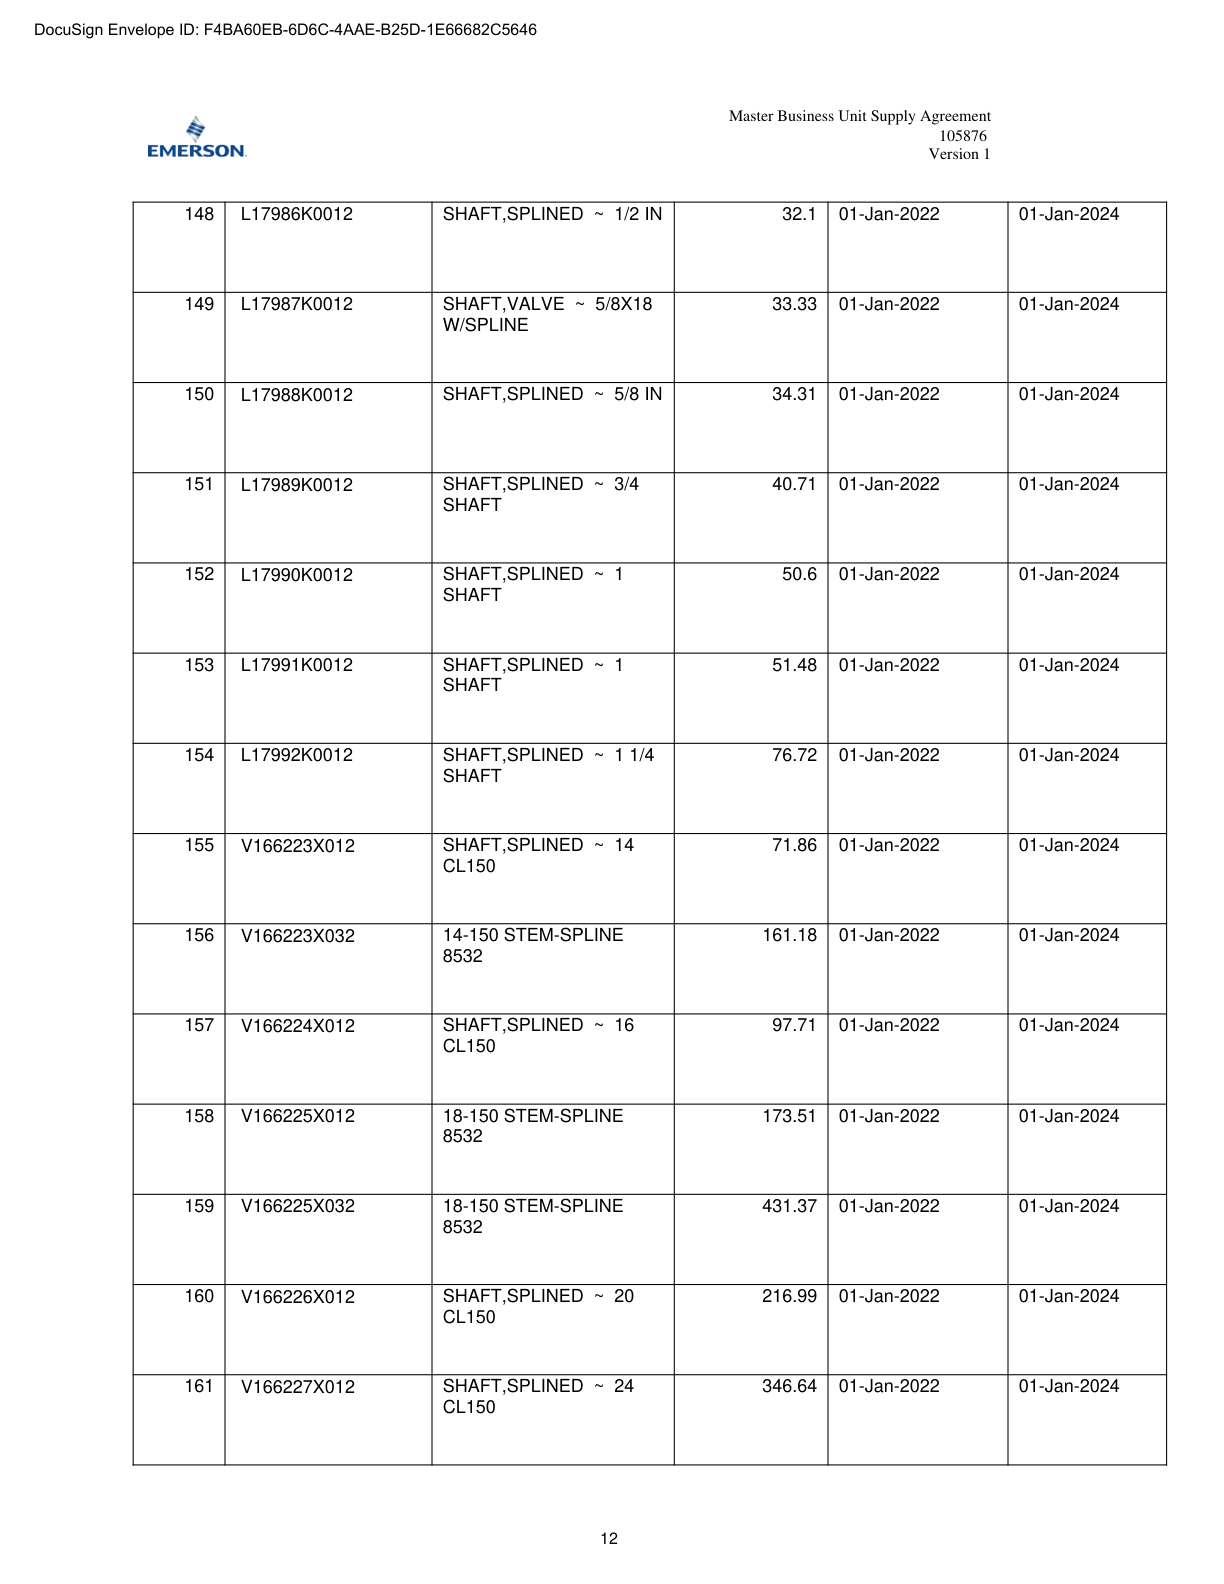 DocuSign Envelope ID: F4BA60EB-6D6C-4AAE-B25D-1E66682C5646
EMERSON
Master Business Unit Supply Agreement
105876
Version 1
148 L17986K0012 SHAFT,SPLINED ~ 1/2 IN 32.1 01-Jan-2022 01-Jan-2024
149 L17987K0012 SHAFT,VALVE ~ 5/8X18 33.33 01-Jan-2022 01-Jan-2024
W/SPLINE
150 L17988K0012 SHAFT,SPLINED ~ 5/8 IN 34.31 01-Jan-2022 01-Jan-2024
151 L17989K0012 SHAFT,SPLINED ~ 3/4 40.71 01-Jan-2022 01-Jan-2024
SHAFT
152 L17990K0012 SHAFT,SPLINED ~ 1 50.6 01-Jan-2022 01-Jan-2024
SHAFT
153 L17991K0012 SHAFT,SPLINED ~ 1 51.48 01-Jan-2022 01-Jan-2024
SHAFT
154 L17992K0012 SHAFT,SPLINED ~ 1 1/4 76.72 01-Jan-2022 01-Jan-2024
SHAFT
155 V166223X012 SHAFT,SPLINED ~ 14 71.86 01-Jan-2022 01-Jan-2024
CL150
156 V166223X032 14-150 STEM-SPLINE 161.18 01-Jan-2022 01-Jan-2024
8532
157 V166224X012 SHAFT,SPLINED ~ 16 97.71 01-Jan-2022 01-Jan-2024
CL150
158 V166225X012 18-150 STEM-SPLINE 173.51 01-Jan-2022 01-Jan-2024
8532
159 V166225X032 18-150 STEM-SPLINE 431.37 01-Jan-2022 01-Jan-2024
8532
160 V166226X012 SHAFT,SPLINED ~ 20 216.99 01-Jan-2022 01-Jan-2024
CL150
161 V166227X012 SHAFT,SPLINED ~ 24 346.64 01-Jan-2022 01-Jan-2024
CL150
12